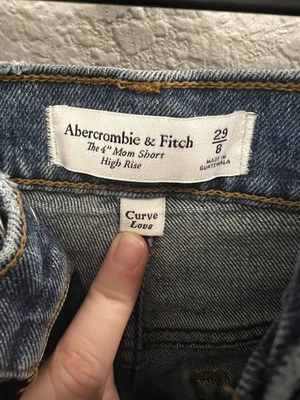 Abercrombie & Fitch
The 4" Mom Short
High Rise
29
8
MADE IN
GUATEMALA
Curve
Love